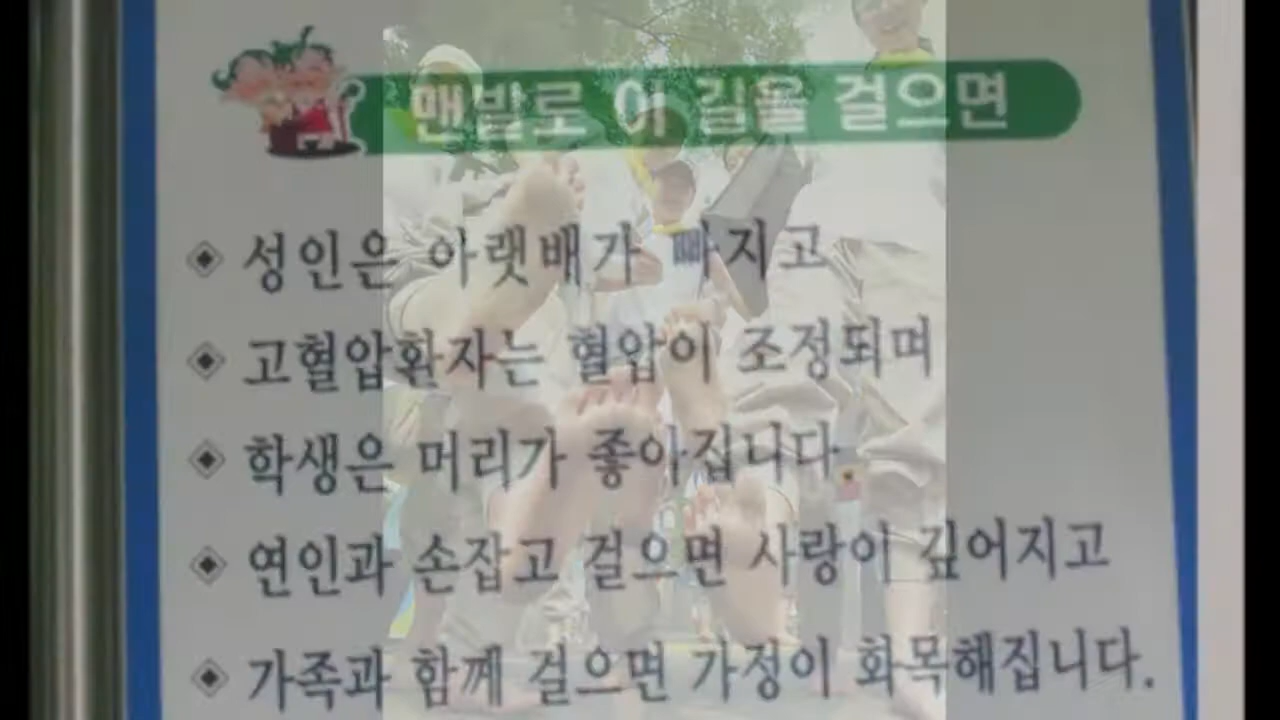 맨발로 이 길을 걸으면
◈ 성인은 아랫배가 빠지고
◈ 고혈압환자는 혈압이 조정되며
◈ 학생은 머리가 좋아집니다
◈ 연인과 손잡고 걸으면 사랑이 깊어지고
◈ 가족과 함께 걸으면 가정이 화목해집니다.